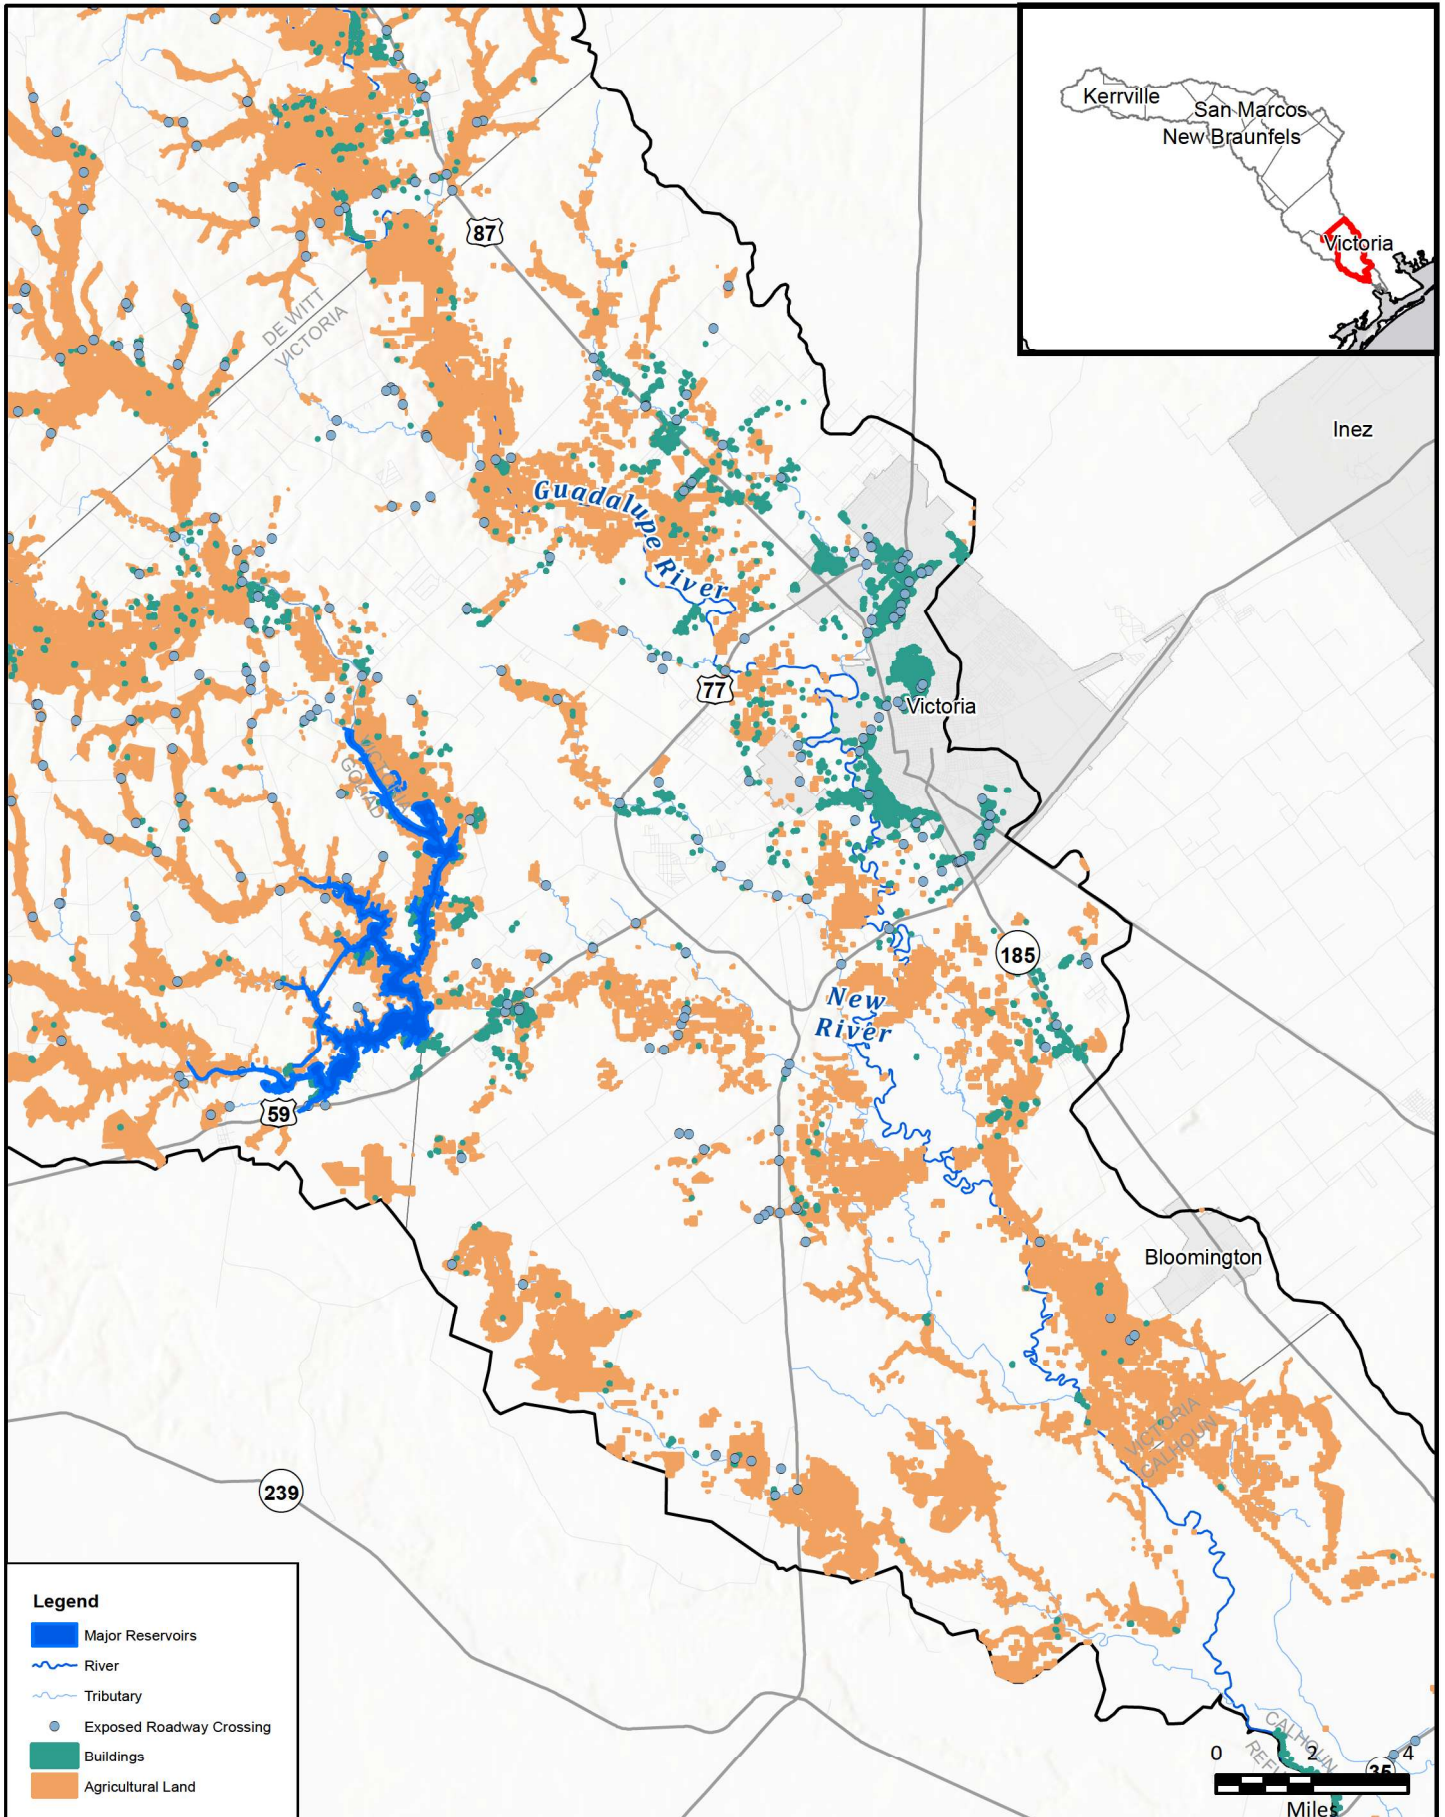 Kerrville
San Marcos
New Braunfels
Victoria
87
DE WITT
VICTORIA
Inez
Guadalupe
River
77
Victoria
GOLIAD
185
New
River
59
Bloomington
VICTORIA
CALHOUN
239
Legend
Major Reservoirs
River
Tributary
Exposed Roadway Crossing
Buildings
Agricultural Land
CALHOUN
35
0 2 4
Miles